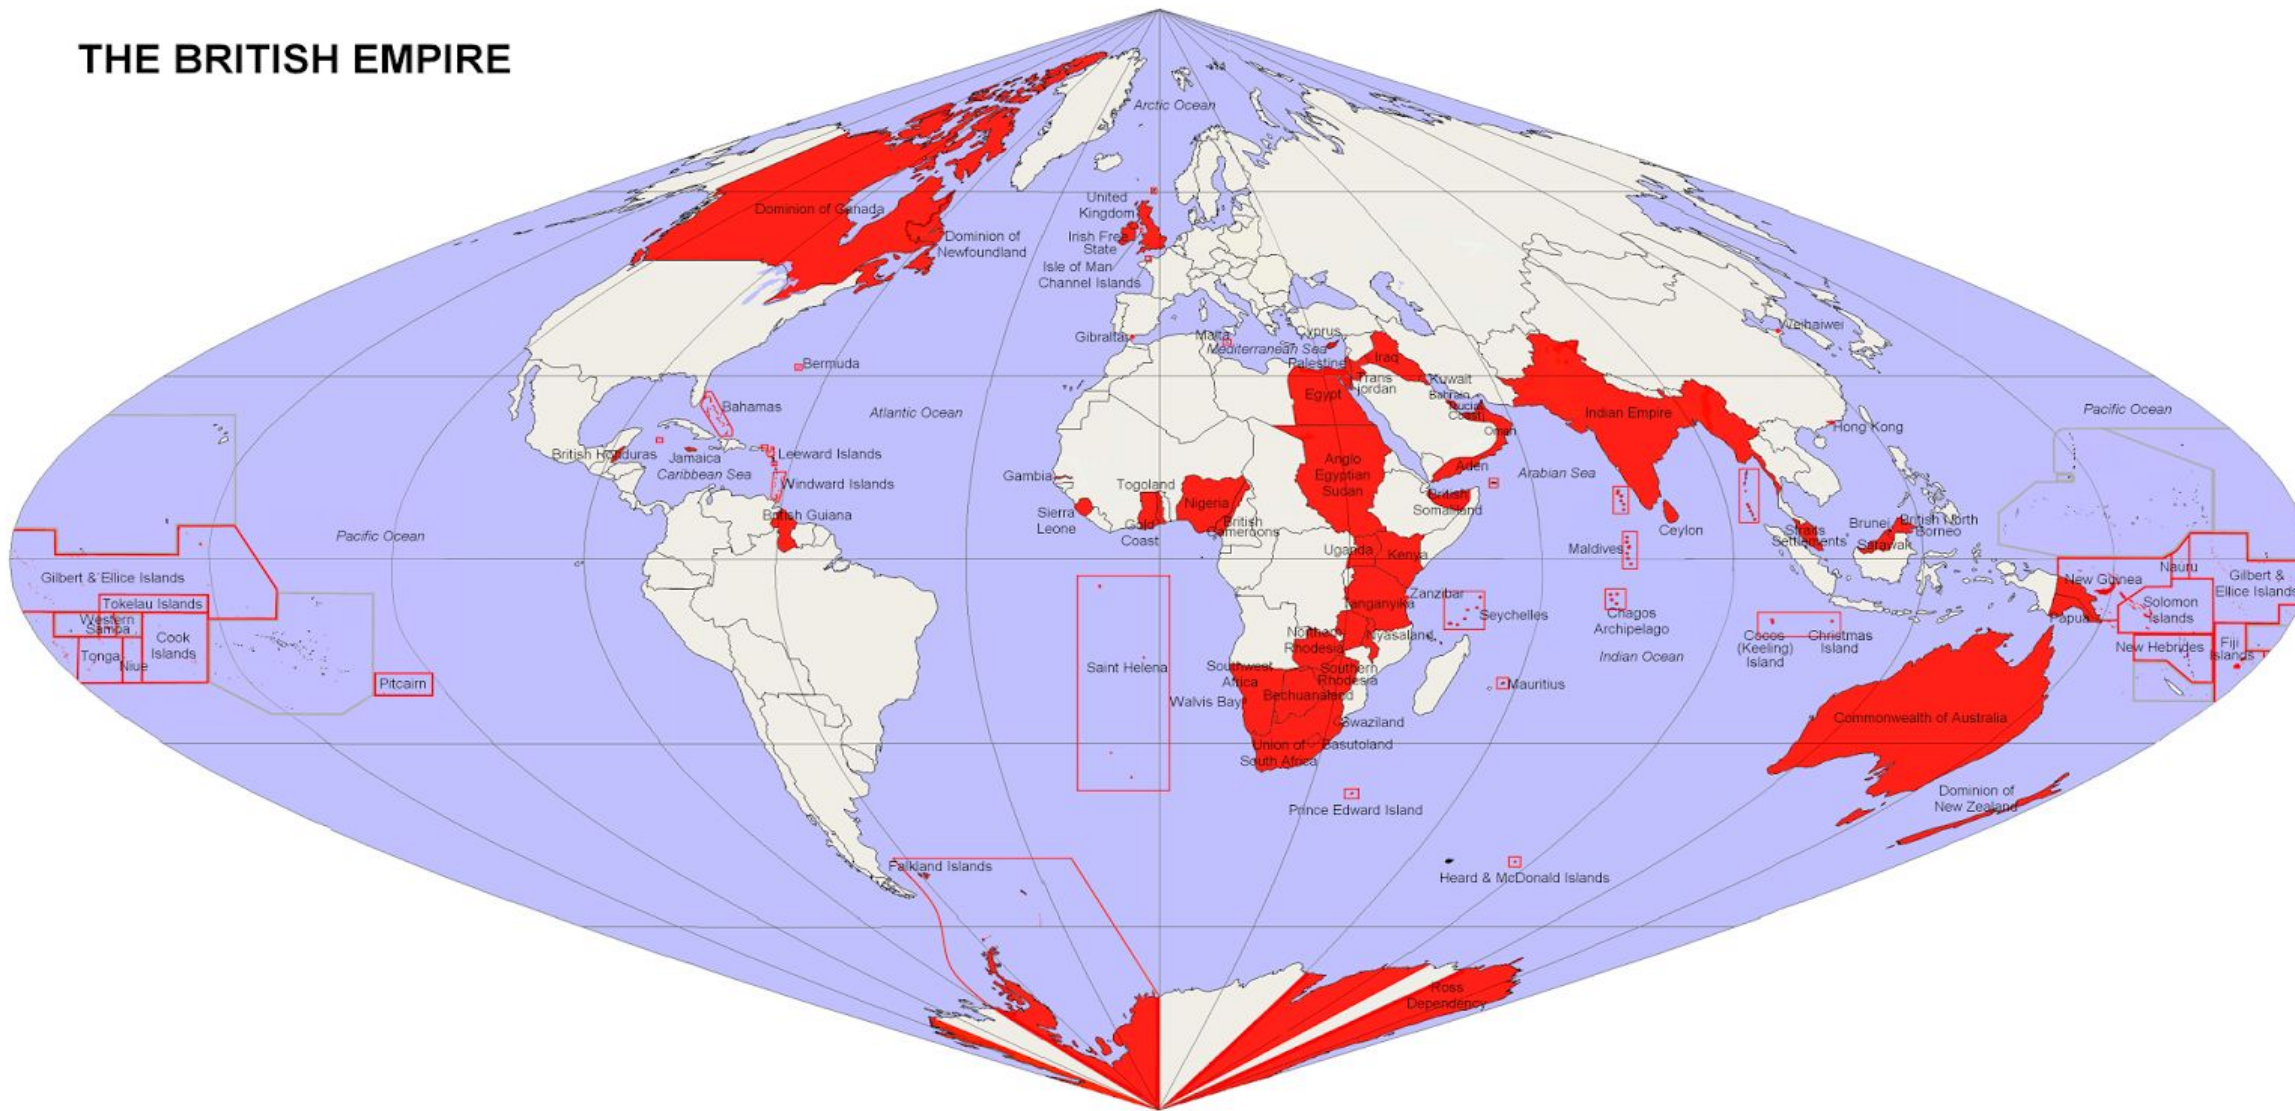 THE BRITISH EMPIRE
Arctic Ocean
Dominion of Canada
Dominion of
Newfoundland
United
Kingdom
Irish Free
State
Isle of Man
Channel Islands
Gibraltar
Malta
Cyprus
Mediterranean Sea
Palestine
Iraq
Trans
jordan
Kuwait
Bahrain
Trucial
Coast
Oman
Egypt
Weihaiwei
Bermuda
Bahamas
Atlantic Ocean
Pacific Ocean
Indian Empire
Hong Kong
British Honduras
Jamaica
Leeward Islands
Caribbean Sea
Windward Islands
British Guiana
Gambia
Sierra
Leone
Togoland
Gold
Coast
Nigeria
British
Cameroons
Anglo
Egyptian
Sudan
Aden
Arabian Sea
British
Somaliland
Ceylon
Maldives
Straits
Settlements
Brunei
British North
Borneo
Sarawak
Uganda
Kenya
Pacific Ocean
Gilbert & Ellice Islands
Tokelau Islands
Western
Samoa
Cook
Islands
Tonga
Niue
Pitcairn
Saint Helena
Tanganyika
Zanzibar
Seychelles
Chagos
Archipelago
Indian Ocean
Northern
Rhodesia
Nyasaland
Southwest
Africa
Southern
Rhodesia
Walvis Bay
Bechuanaland
Mauritius
Swaziland
Union of
South Africa
Basutoland
Cocos
(Keeling)
Island
Christmas
Island
New Guinea
Papua
Nauru
Gilbert &
Ellice Islands
Solomon
Islands
New Hebrides
Fiji
Islands
Commonwealth of Australia
Dominion of
New Zealand
Prince Edward Island
Falkland Islands
Heard & McDonald Islands
Ross
Dependency